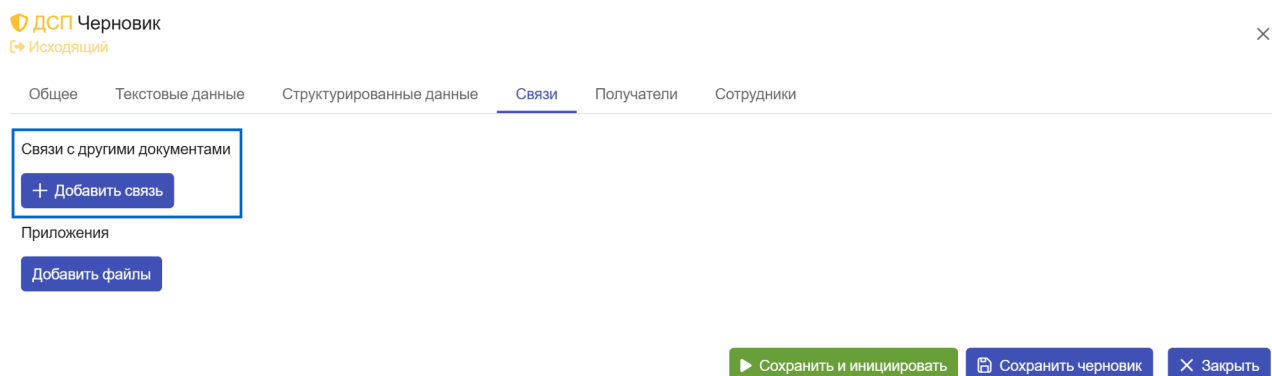 ДСП Черновик
Исходящий
Общее Текстовые данные Структурированные данные Связи Получатели Сотрудники
Связи с другими документами
Добавить связь
Приложения
Добавить файлы
Сохранить и инициировать Сохранить черновик Закрыть